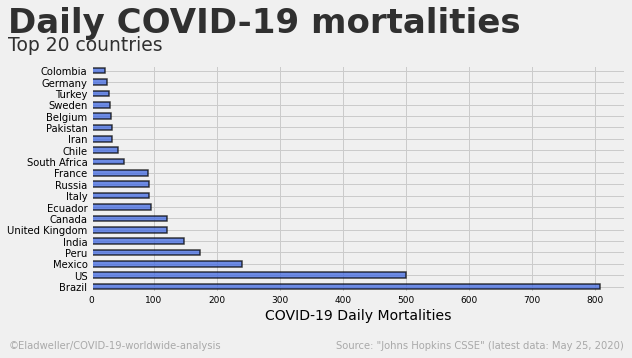 Daily COVID-19 mortalities
Top 20 countries
Colombia
Germany
Turkey
Sweden
Belgium
Pakistan
Iran
Chile
South Africa
France
Russia
Italy
Ecuador
Canada
United Kingdom
India
Peru
Mexico
US
Brazil
0 100 200 300 400 500 600 700 800
COVID-19 Daily Mortalities
©Eladweller/COVID-19-worldwide-analysis
Source: "Johns Hopkins CSSE" (latest data: May 25, 2020)